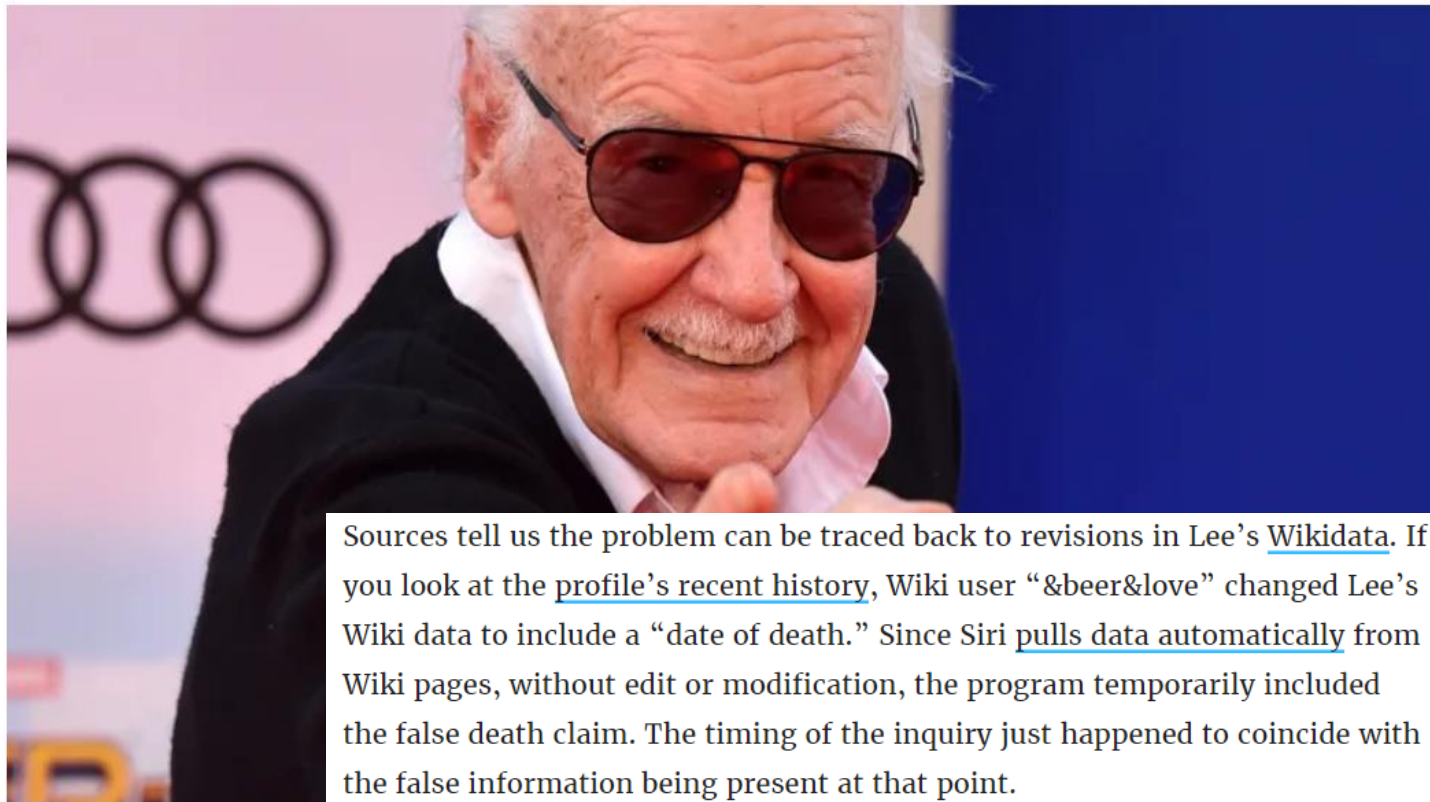 Sources tell us the problem can be traced back to revisions in Lee’s Wikidata. If
you look at the profile’s recent history, Wiki user “&beer&love” changed Lee’s
Wiki data to include a “date of death.” Since Siri pulls data automatically from
Wiki pages, without edit or modification, the program temporarily included
the false death claim. The timing of the inquiry just happened to coincide with
the false information being present at that point.